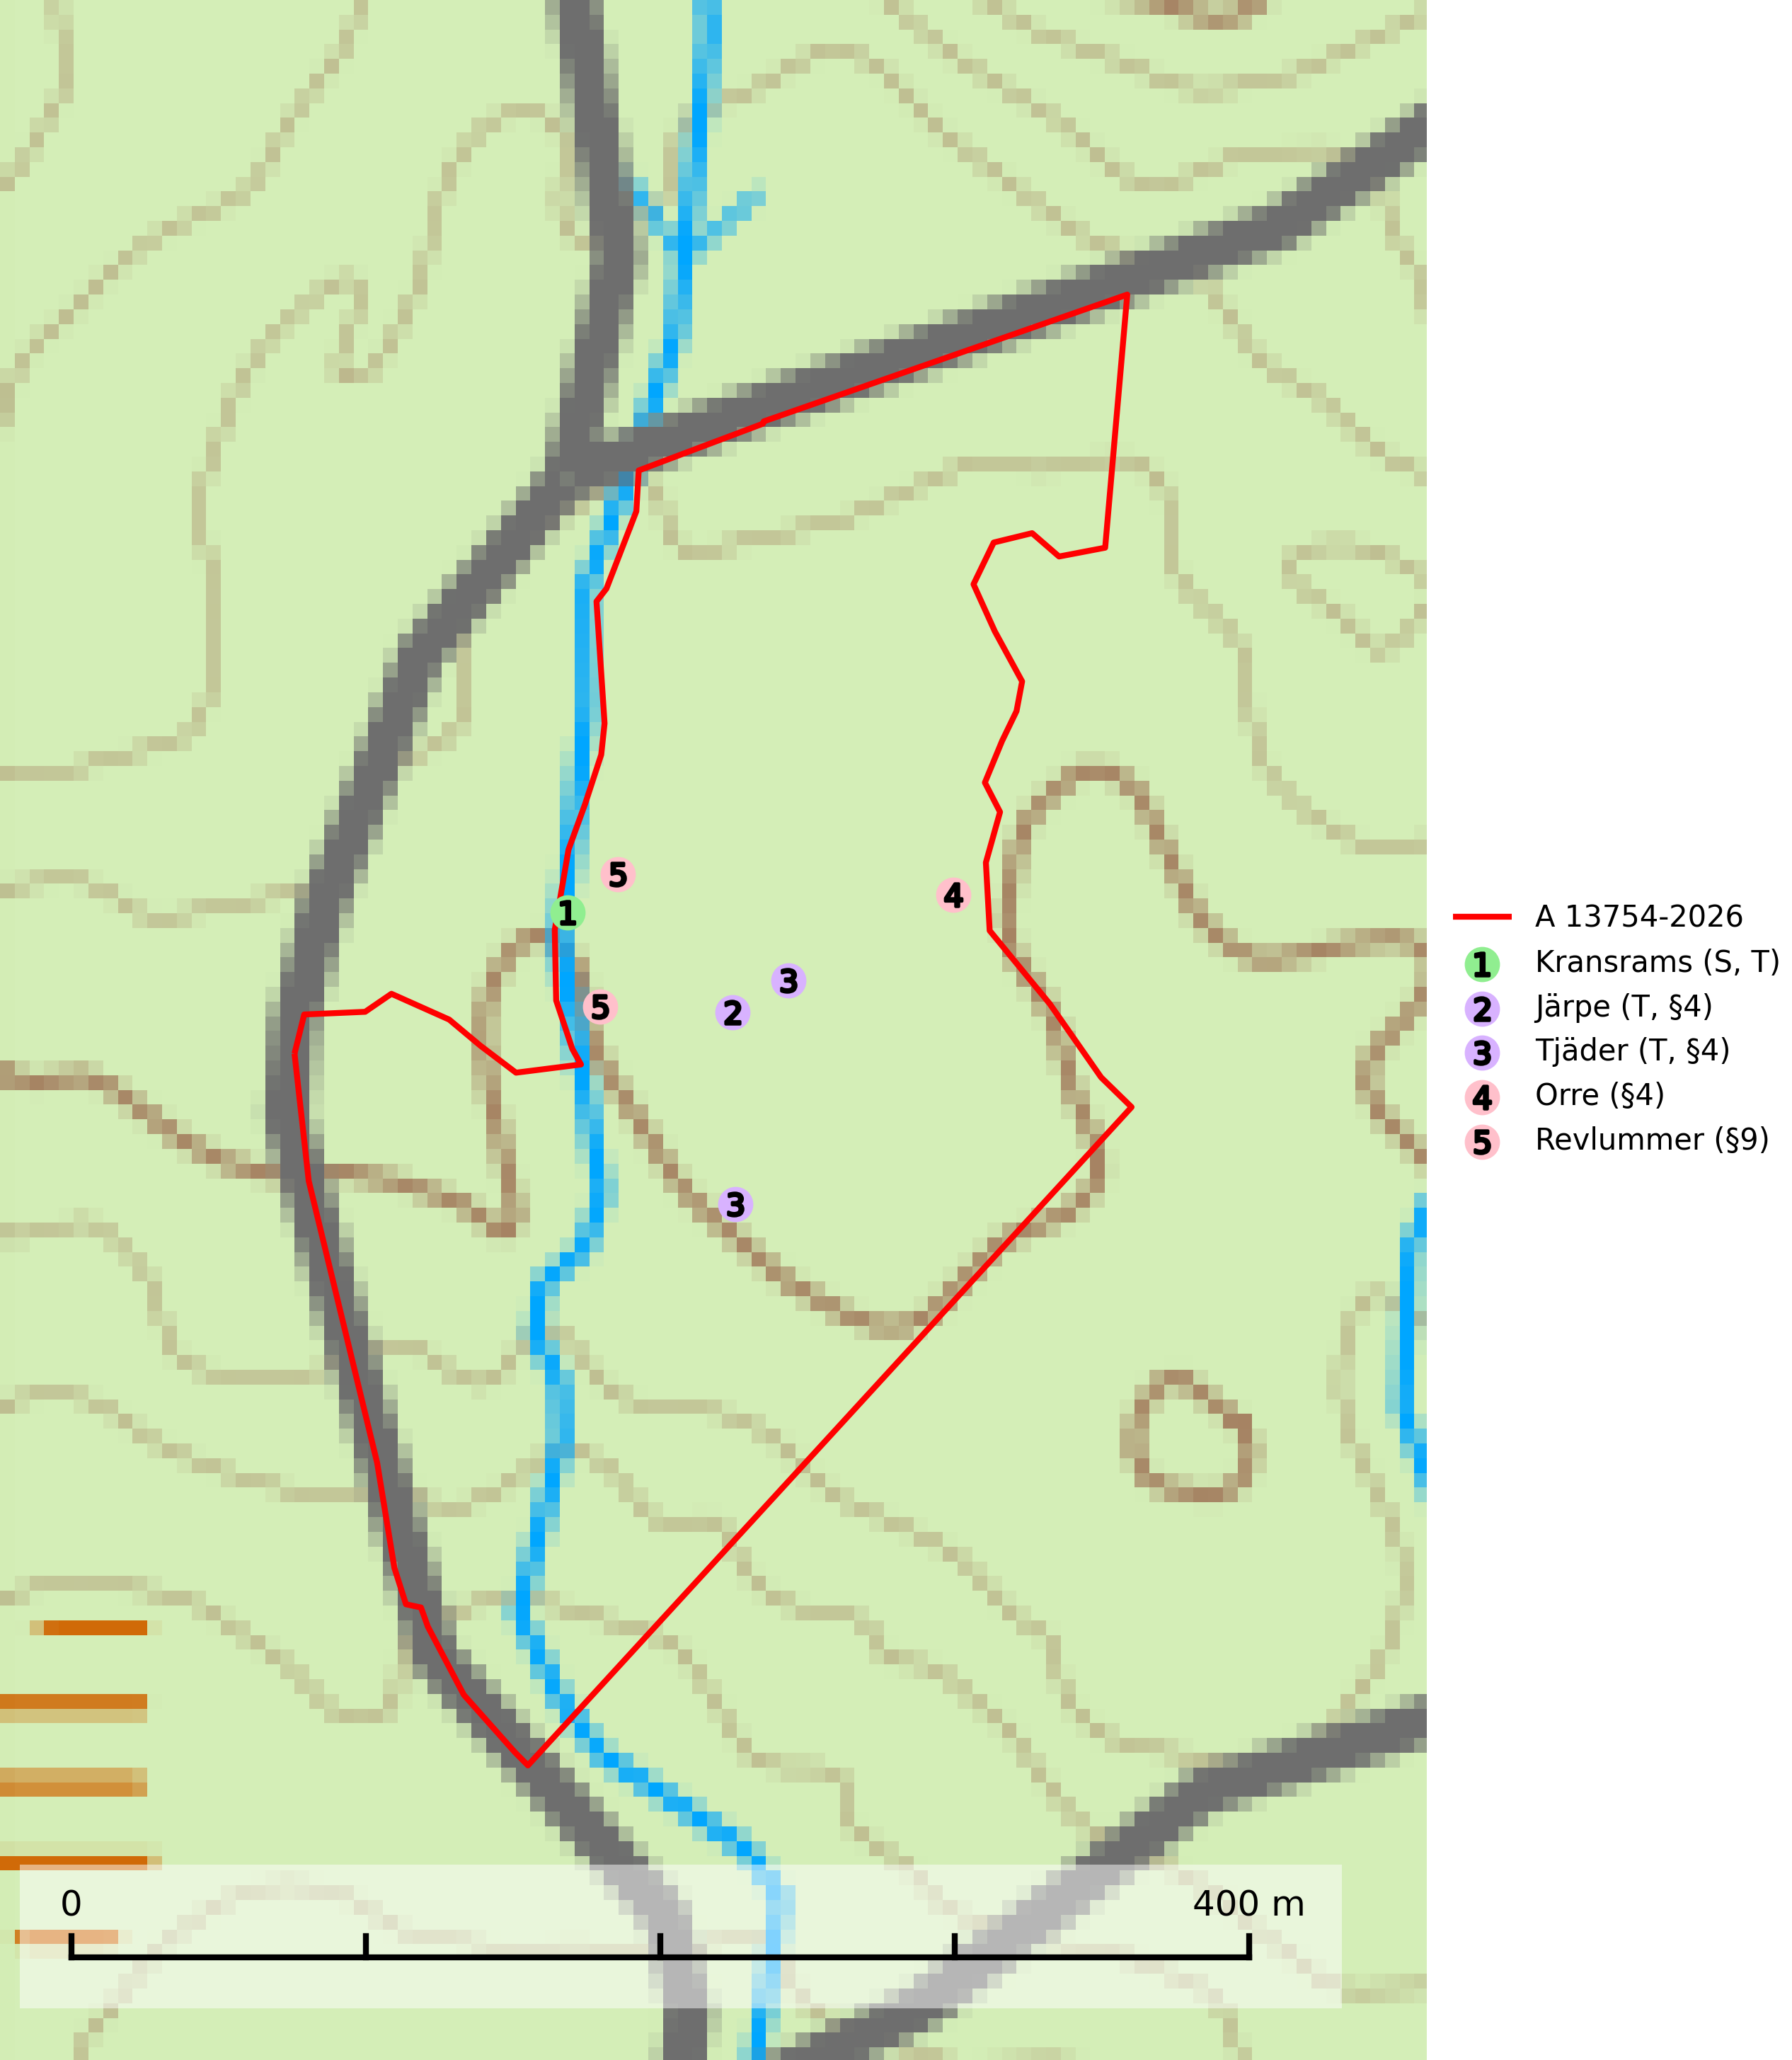 5
1
4
3
5
2
3
A 13754-2026
1 Kransrams (S, T)
2 Järpe (T, §4)
3 Tjäder (T, §4)
4 Orre (§4)
5 Revlummer (§9)
0 400 m